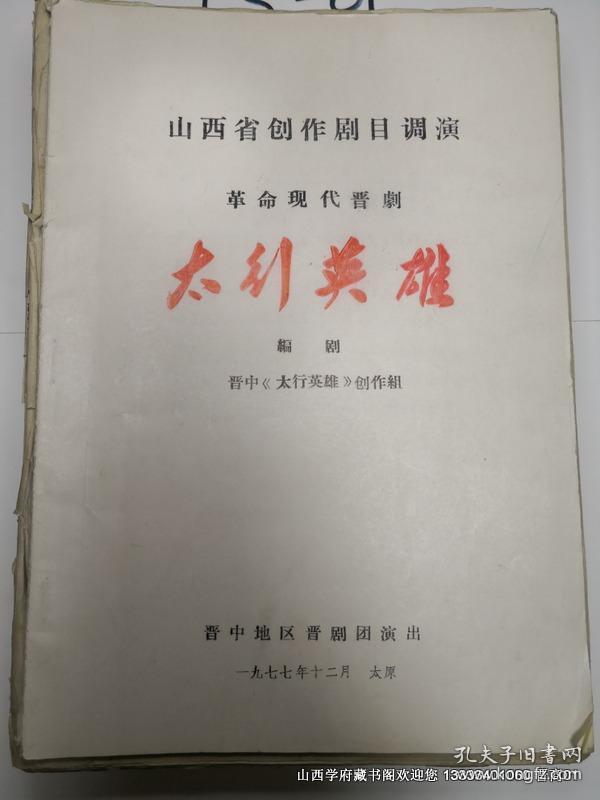 山西省创作剧目调演
革命现代晋劇
太行英雄
編剧
晋中《太行英雄》创作組
晋中地区晋剧团演出
一九七七年十二月 太原
孔夫子旧书网
山西学府藏书阁欢迎您